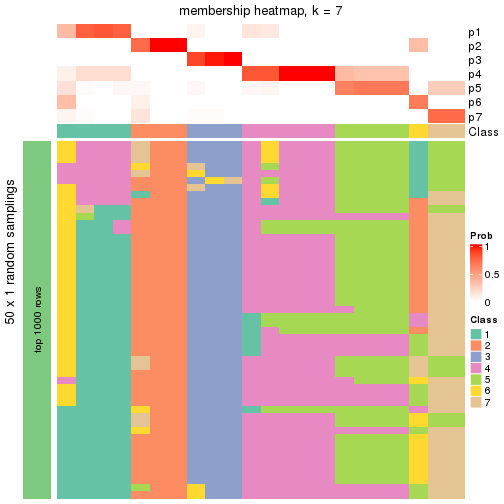 membership heatmap, k = 7
p1
p2
p3
p4
p5
p6
p7
Class
50 x 1 random samplings
top 1000 rows
Prob
1
0.5
0
Class
1
2
3
4
5
6
7